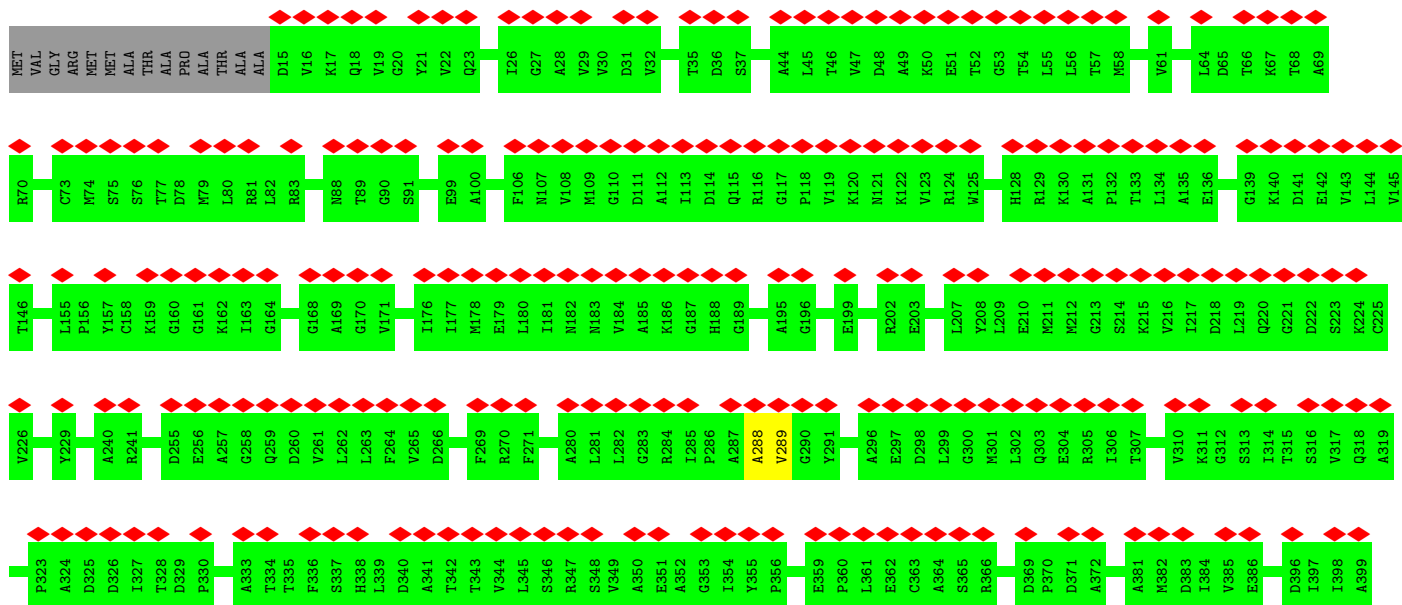 MET VAL GLY ARG MET MET ALA THR ALA PRO ALA THR ALA ALA D15 V16 K17 Q18 V19 G20 Y21 V22 Q23 I26 G27 A28 V29 V30 D31 V32 T35 D36 S37 A44 L45 T46 V47 D48 A49 K50 E51 T52 G53 T54 L55 L56 T57 M58 V61 L64 D65 T66 K67 T68 A69
R70 C73 M74 S75 S76 T77 D78 M79 L80 R81 L82 R83 N88 T89 G90 S91 E99 A100 F106 N107 V108 M109 G110 D111 A112 I113 D114 Q115 R116 G117 P118 V119 K120 N121 K122 V123 R124 W125 H128 R129 K130 A131 P132 T133 L134 A135 E136 G139 K140 D141 E142 V143 L144 V145
T146 L155 P156 Y157 C158 K159 G160 G161 K162 I163 G164 G168 A169 G170 V171 I176 I177 M178 E179 L180 I181 N182 N183 V184 A185 K186 G187 H188 G189 A195 G196 E199 R202 E203 L207 Y208 L209 E210 M211 M212 G213 S214 K215 V216 I217 D218 L219 Q220 G221 D222 S223 K224 C225
V226 Y229 A240 R241 D255 E256 A257 G258 Q259 D260 V261 L262 L263 F264 V265 D266 F269 R270 F271 A280 L281 L282 G283 R284 I285 P286 A287 A288 V289 G290 Y291 A296 E297 D298 L299 G300 M301 L302 Q303 E304 R305 I306 T307 V310 K311 G312 S313 I314 T315 S316 V317 Q318 A319
P323 A324 D325 D326 I327 T328 D329 P330 A333 T334 T335 F336 S337 H338 L339 D340 A341 T342 T343 V344 L345 S346 R347 S348 V349 A350 E351 A352 G353 I354 Y355 P356 E359 P360 L361 E362 C363 A364 S365 R366 D369 P370 D371 A372 A381 M382 D383 I384 V385 E386 D396 I397 I398 A399